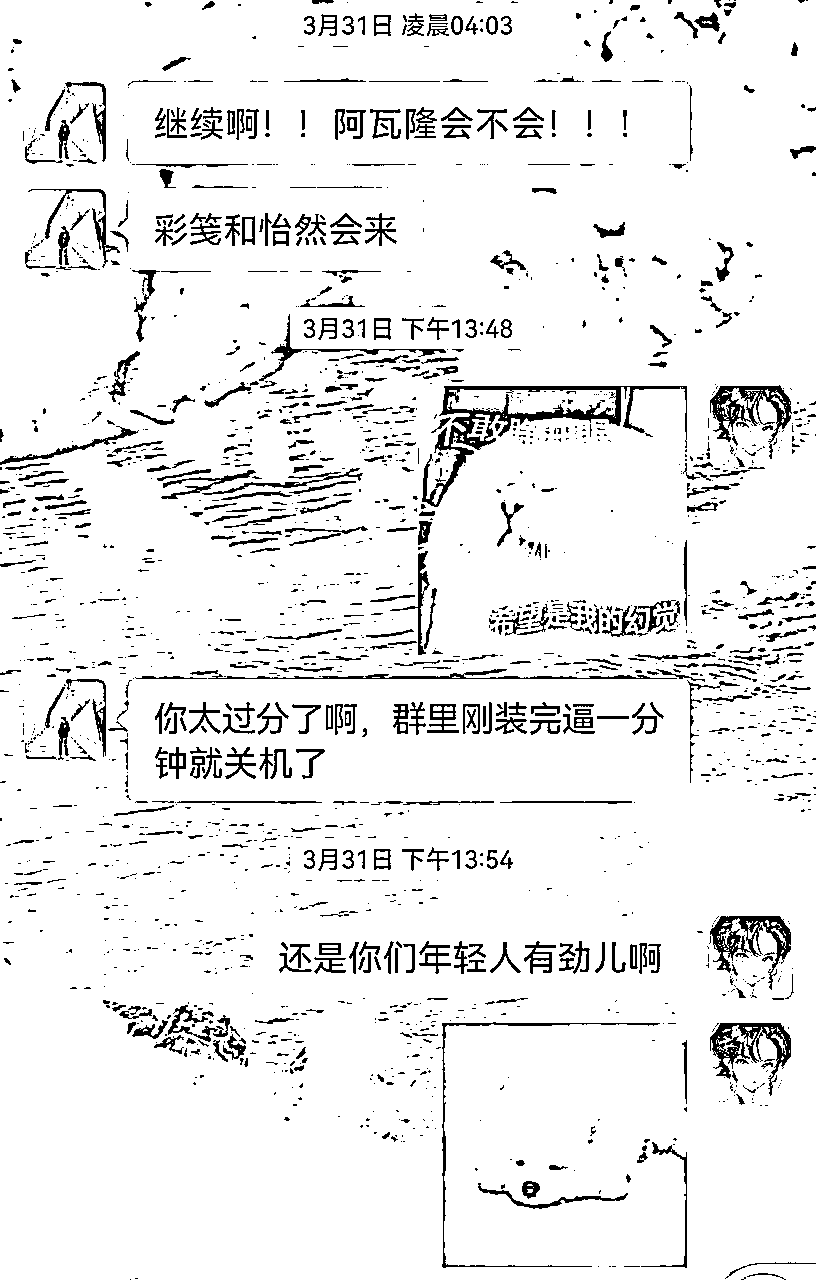 3月31日 凌晨04:03
继续啊！！阿瓦隆会不会！！！
彩笺和怡然会来
3月31日 下午13:48
不敢睁开眼
希望是我的幻觉
你太过分了啊，群里刚装完逼一分
钟就关机了
3月31日 下午13:54
还是你们年轻人有劲儿啊